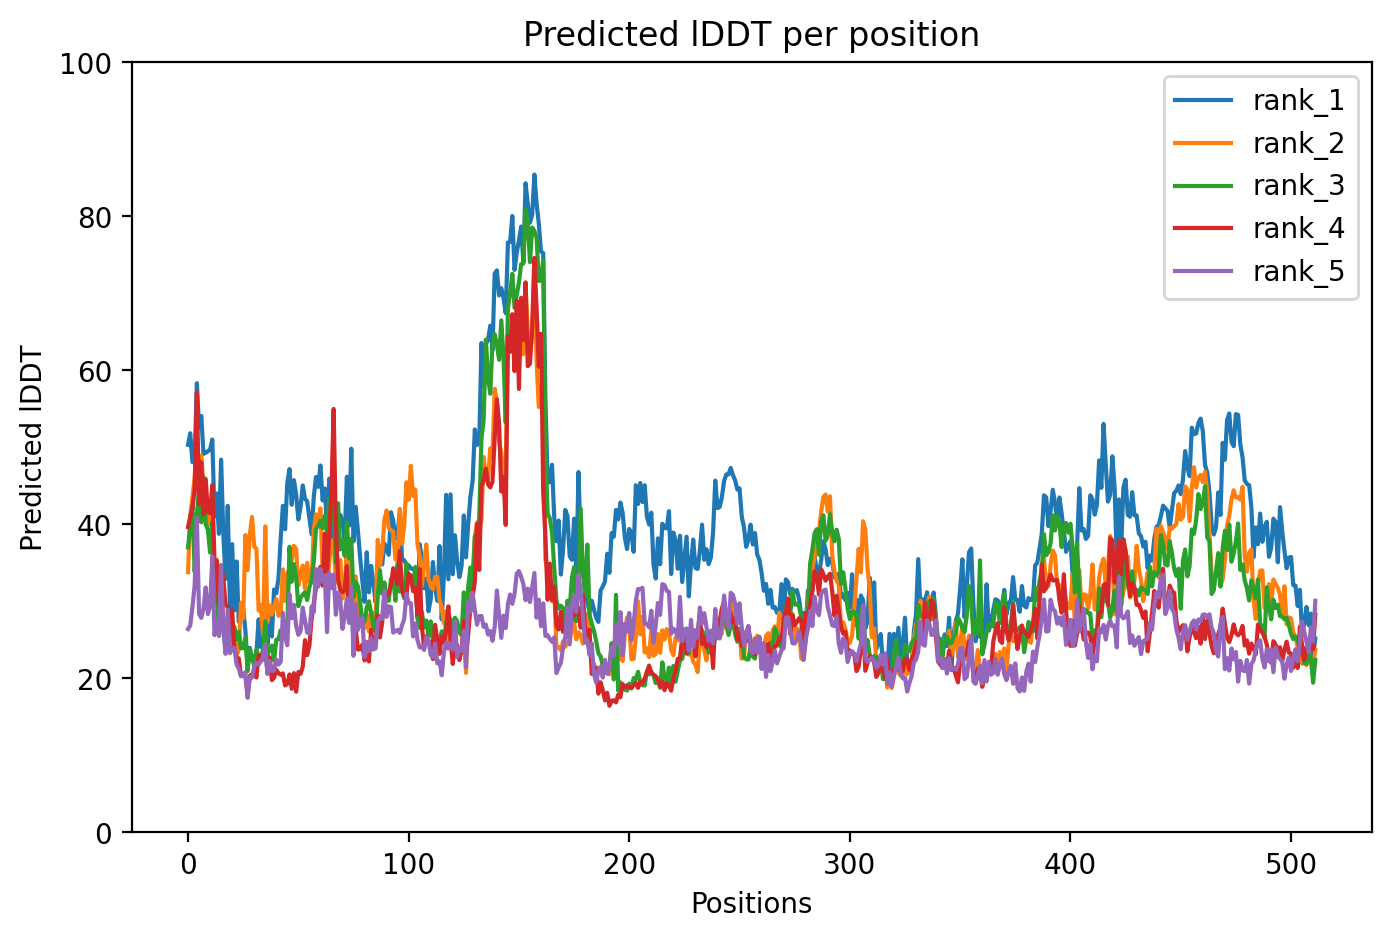 Predicted lDDT per position
100
80
60
40
20
0
Predicted lDDT
rank_1
rank_2
rank_3
rank_4
rank_5
0 100 200 300 400 500
Positions